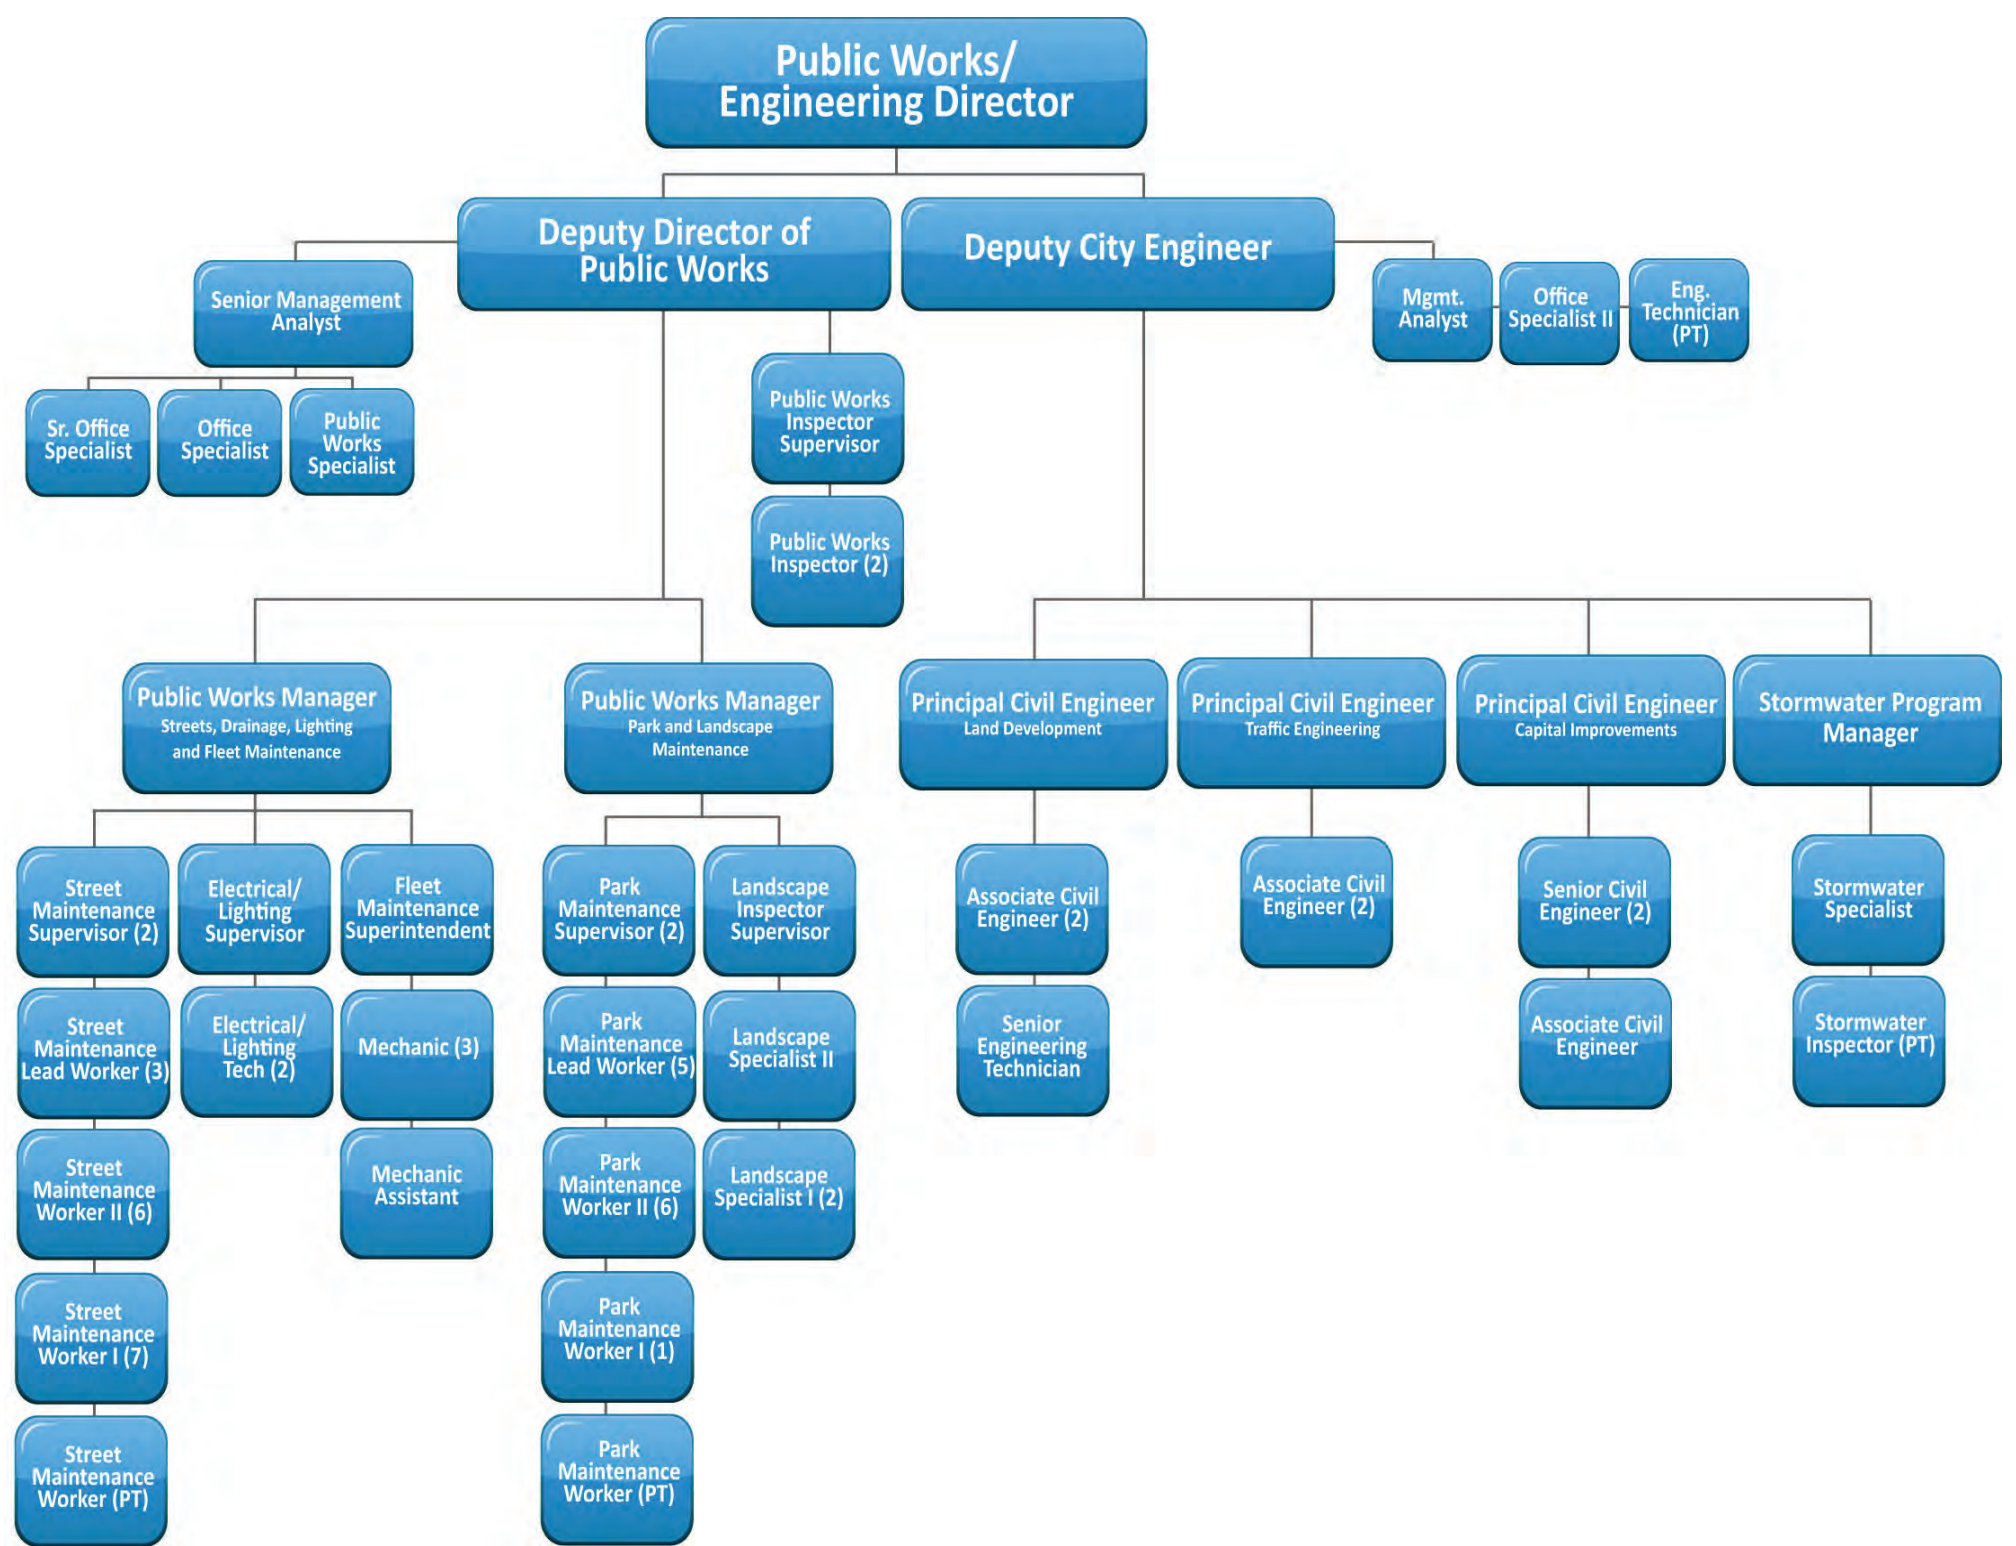 Public Works/
Engineering Director
Deputy Director of
Public Works
Deputy City Engineer
Senior Management
Analyst
Mgmt.
Analyst
Office
Specialist II
Eng.
Technician
(PT)
Sr. Office
Specialist
Office
Specialist
Public
Works
Specialist
Public Works
Inspector
Supervisor
Public Works
Inspector (2)
Public Works Manager
Streets, Drainage, Lighting
and Fleet Maintenance
Public Works Manager
Park and Landscape
Maintenance
Principal Civil Engineer
Land Development
Principal Civil Engineer
Traffic Engineering
Principal Civil Engineer
Capital Improvements
Stormwater Program
Manager
Street
Maintenance
Supervisor (2)
Electrical/
Lighting
Supervisor
Fleet
Maintenance
Superintendent
Park
Maintenance
Supervisor (2)
Landscape
Inspector
Supervisor
Associate Civil
Engineer (2)
Associate Civil
Engineer (2)
Senior Civil
Engineer (2)
Stormwater
Specialist
Street
Maintenance
Lead Worker (3)
Electrical/
Lighting
Tech (2)
Mechanic (3)
Park
Maintenance
Lead Worker (5)
Landscape
Specialist II
Senior
Engineering
Technician
Associate Civil
Engineer
Stormwater
Inspector (PT)
Street
Maintenance
Worker II (6)
Mechanic
Assistant
Park
Maintenance
Worker II (6)
Landscape
Specialist I (2)
Street
Maintenance
Worker I (7)
Park
Maintenance
Worker I (1)
Street
Maintenance
Worker (PT)
Park
Maintenance
Worker (PT)